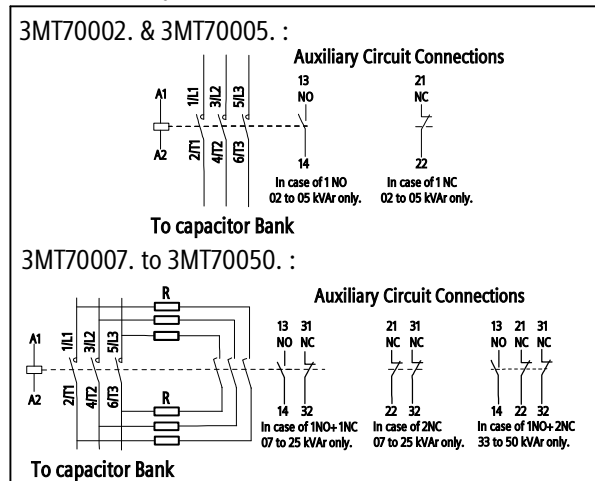 3MT70002. & 3MT70005. :
Auxiliary Circuit Connections
13 21
NO NC
A1 1/L1 3/L2 5/L3
A2 2/T1 4/T2 6/T3
14 22
In case of 1 NO In case of 1 NC
02 to 05 kVAr only. 02 to 05 kVAr only.
To capacitor Bank
3MT70007. to 3MT70050. :
R
Auxiliary Circuit Connections
13 31 21 31 13 21 31
NO NC NC NC NO NC NC
A1 1/L1 3/L2 5/L3
A2 2/T1 4/T2 6/T3
R
14 32 22 32 14 22 32
In case of 1NO+1NC In case of 2NC In case of 1NO+2NC
07 to 25 kVAr only. 07 to 25 kVAr only. 33 to 50 kVAr only.
To capacitor Bank